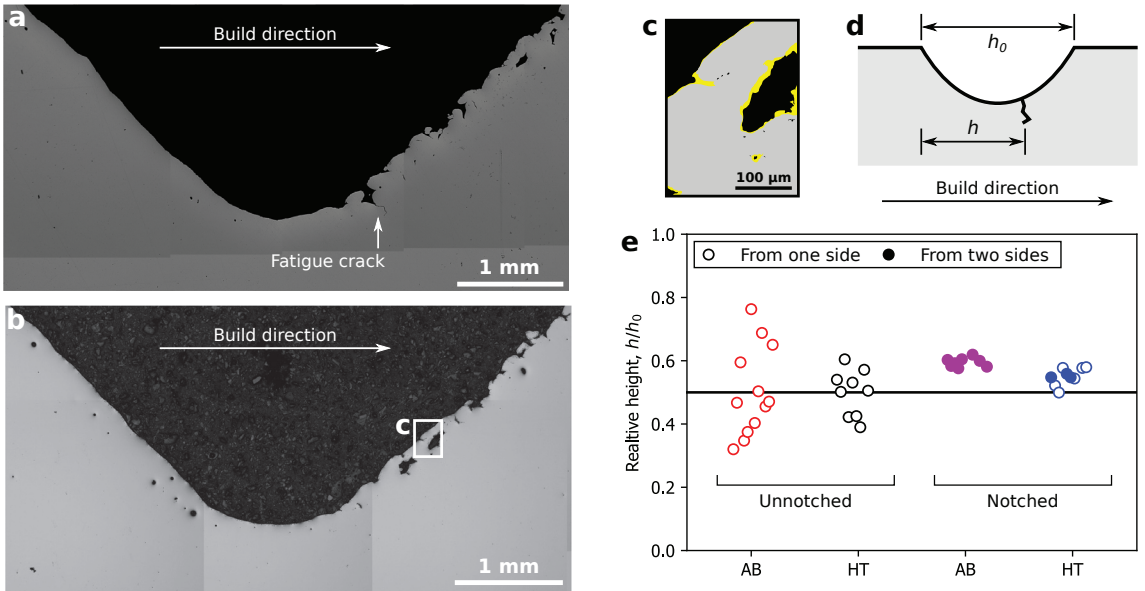 a
Build direction
Fatigue crack
1 mm
b
Build direction
c
1 mm
c
100 μm
d
h0
h
Build direction
e
Realtive height, h/h0
1.0
0.8
0.6
0.4
0.2
0.0
From one side
From two sides
Unnotched
Notched
AB
HT
AB
HT